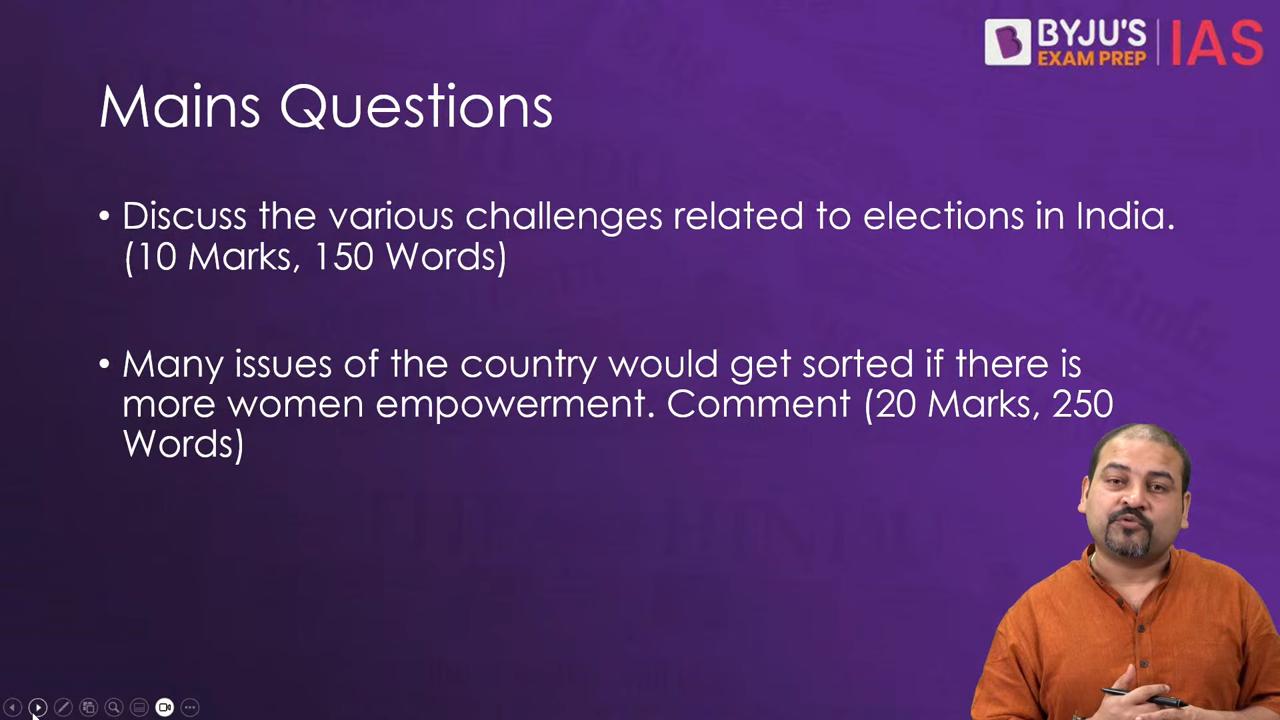 BYJU'S
EXAM PREP
IAS
Mains Questions
• Discuss the various challenges related to elections in India.
(10 Marks, 150 Words)
• Many issues of the country would get sorted if there is
more women empowerment. Comment (20 Marks, 250
Words)